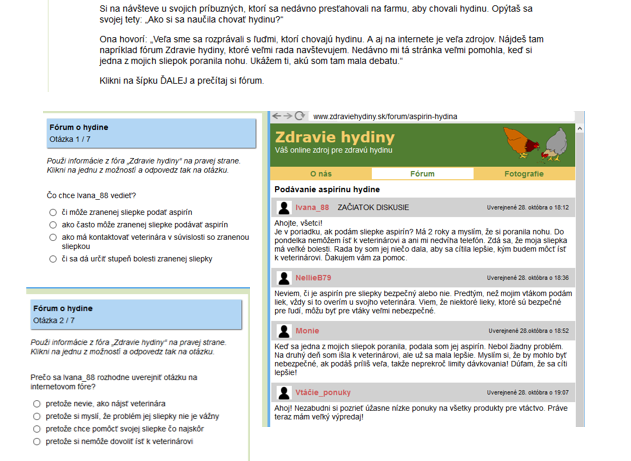 Si na návšteve u svojich príbuzných, ktorí sa nedávno presťahovali na farmu, aby chovali hydinu. Opýtaš sa
svojej tety: „Ako si sa naučila chovať hydinu?“
Ona hovorí: „Veľa sme sa rozprávali s ľuďmi, ktorí chovajú hydinu. A aj na internete je veľa zdrojov. Nájdeš tam
napríklad fórum Zdravie hydiny, ktoré veľmi rada navštevujem. Nedávno mi tá stránka veľmi pomohla, keď si
jedna z mojich sliepok poranila nohu. Ukážem ti, akú som tam mala debatu.“
Klikni na šípku ĎALEJ a prečítaj si fórum.
Fórum o hydine
Otázka 1 / 7
Použi informácie z fóra „Zdravie hydiny“ na pravej strane.
Klikni na jednu z možností a odpovedz tak na otázku.
Čo chce Ivana_88 vedieť?
či môže zranenej sliepke podať aspirín
ako často môže zranenej sliepke podávať aspirín
ako má kontaktovať veterinára v súvislosti so zranenou
sliepkou
či sa dá určiť stupeň bolesti zranenej sliepky
Fórum o hydine
Otázka 2 / 7
Použi informácie z fóra „Zdravie hydiny“ na pravej strane.
Klikni na jednu z možností a odpovedz tak na otázku.
Prečo sa Ivana_88 rozhodne uverejniť otázku na
internetovom fóre?
pretože nevie, ako nájsť veterinára
pretože si myslí, že problém jej sliepky nie je vážny
pretože chce pomôcť svojej sliepke čo najskôr
pretože si nemôže dovoliť ísť k veterinárovi
www.zdraviehydiny.sk/forum/aspirin-hydina
Zdravie hydiny
Váš online zdroj pre zdravú hydinu
O nás Fórum Fotografie
Podávanie aspirínu hydine
Ivana_88 ZAČIATOK DISKUSIE Uverejnené 28. októbra o 18:12
Ahojte, všetci!
Je v poriadku, ak podám sliepke aspirín? Má 2 roky a myslím, že si poranila nohu. Do
pondelka nemôžem ísť k veterinárovi a ani mi nedvíha telefón. Zdá sa, že moja sliepka
má veľké bolesti. Rada by som jej niečo dala, aby sa cítila lepšie, kým budem môcť ísť
k veterinárovi. Ďakujem vám za pomoc.
NellieB79 Uverejnené 28. októbra o 18:36
Neviem, či je aspirín pre sliepky bezpečný alebo nie. Predtým, než mojim vtákom podám
liek, vždy si to overím u svojho veterinára. Viem, že niektoré lieky, ktoré sú bezpečné
pre ľudí, môžu byť pre vtáky veľmi nebezpečné.
Monie Uverejnené 28. októbra o 18:52
Keď sa jedna z mojich sliepok poranila, podala som jej aspirín. Nebol žiadny problém.
Na druhý deň som išla k veterinárovi, ale už sa mala lepšie. Myslím si, že by mohlo byť
nebezpečné, ak podáš príliš veľa, takže neprekroč limity dávkovania! Dúfam, že sa cíti
lepšie!
Vtáčie_ponuky Uverejnené 28. októbra o 19:07
Ahoj! Nezabudni si pozrieť úžasne nízke ponuky na všetky produkty pre vtáctvo. Práve
teraz mám veľký výpredaj!